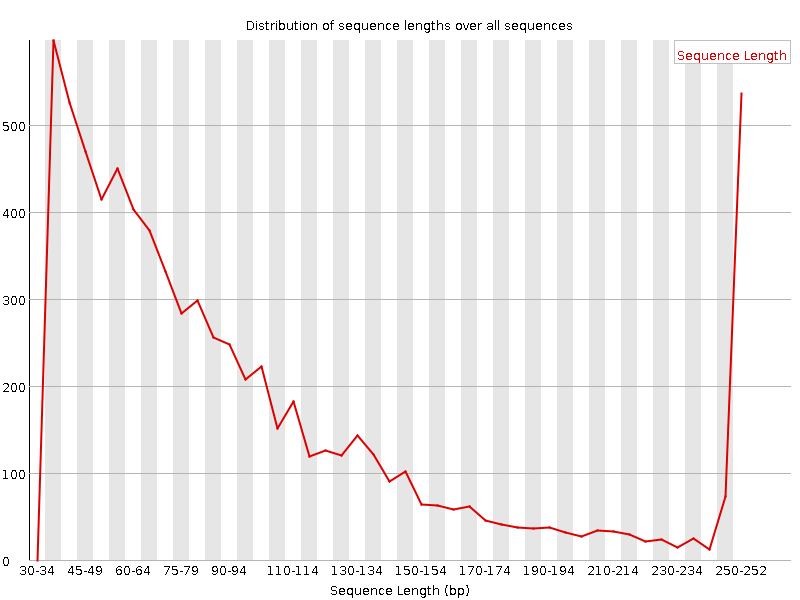 Distribution of sequence lengths over all sequences
Sequence Length
500
400
300
200
100
0
30-34 45-49 60-64 75-79 90-94 110-114 130-134 150-154 170-174 190-194 210-214 230-234 250-252
Sequence Length (bp)